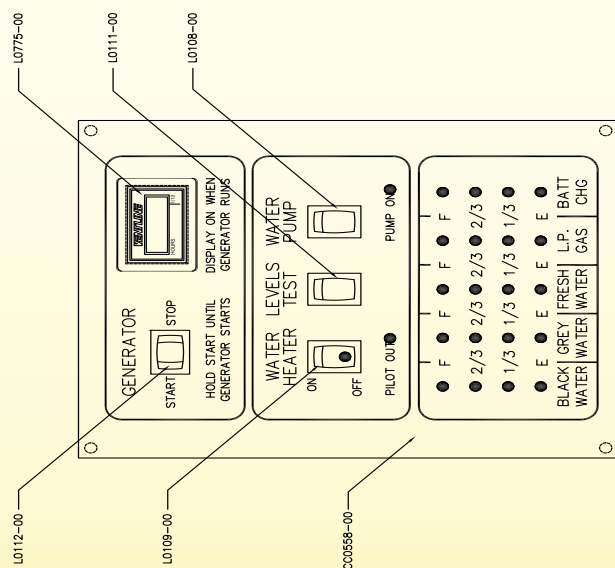 L0775-00
L0111-00
L0108-00
GENERATOR
START
STOP
HOLD START UNTIL
GENERATOR STARTS
VENTLINE
HOURS
1/10
DISPLAY ON WHEN
GENERATOR RUNS
WATER
HEATER
ON
OFF
PILOT OUT
LEVELS
TEST
WATER
PUMP
PUMP ON
F F F F
2/3 2/3 2/3 2/3
1/3 1/3 1/3 1/3
E E E E
BLACK
WATER
GREY
WATER
FRESH
WATER
L.P.
GAS
BATT
CHG
L0112-00
L0109-00
CC0558-00